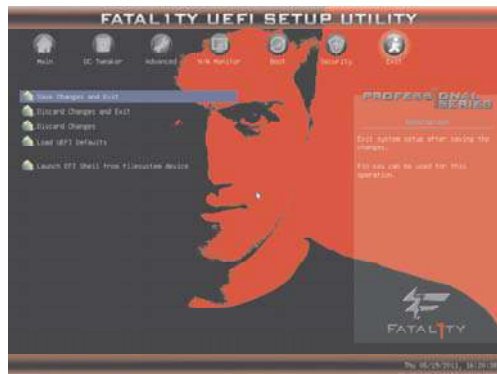 FATAL1TY UEFI SETUP UTILITY
Main
OC Tweaker
Advanced
H/W Monitor
Boot
Security
Exit
Save Changes and Exit
Discard Changes and Exit
Discard Changes
Load UEFI Defaults
Launch EFI Shell from filesystem device
PROFESSIONAL
SERIES
Description
Exit system setup after saving the
changes.
F10 key can be used for this
operation.
FATAL1TY